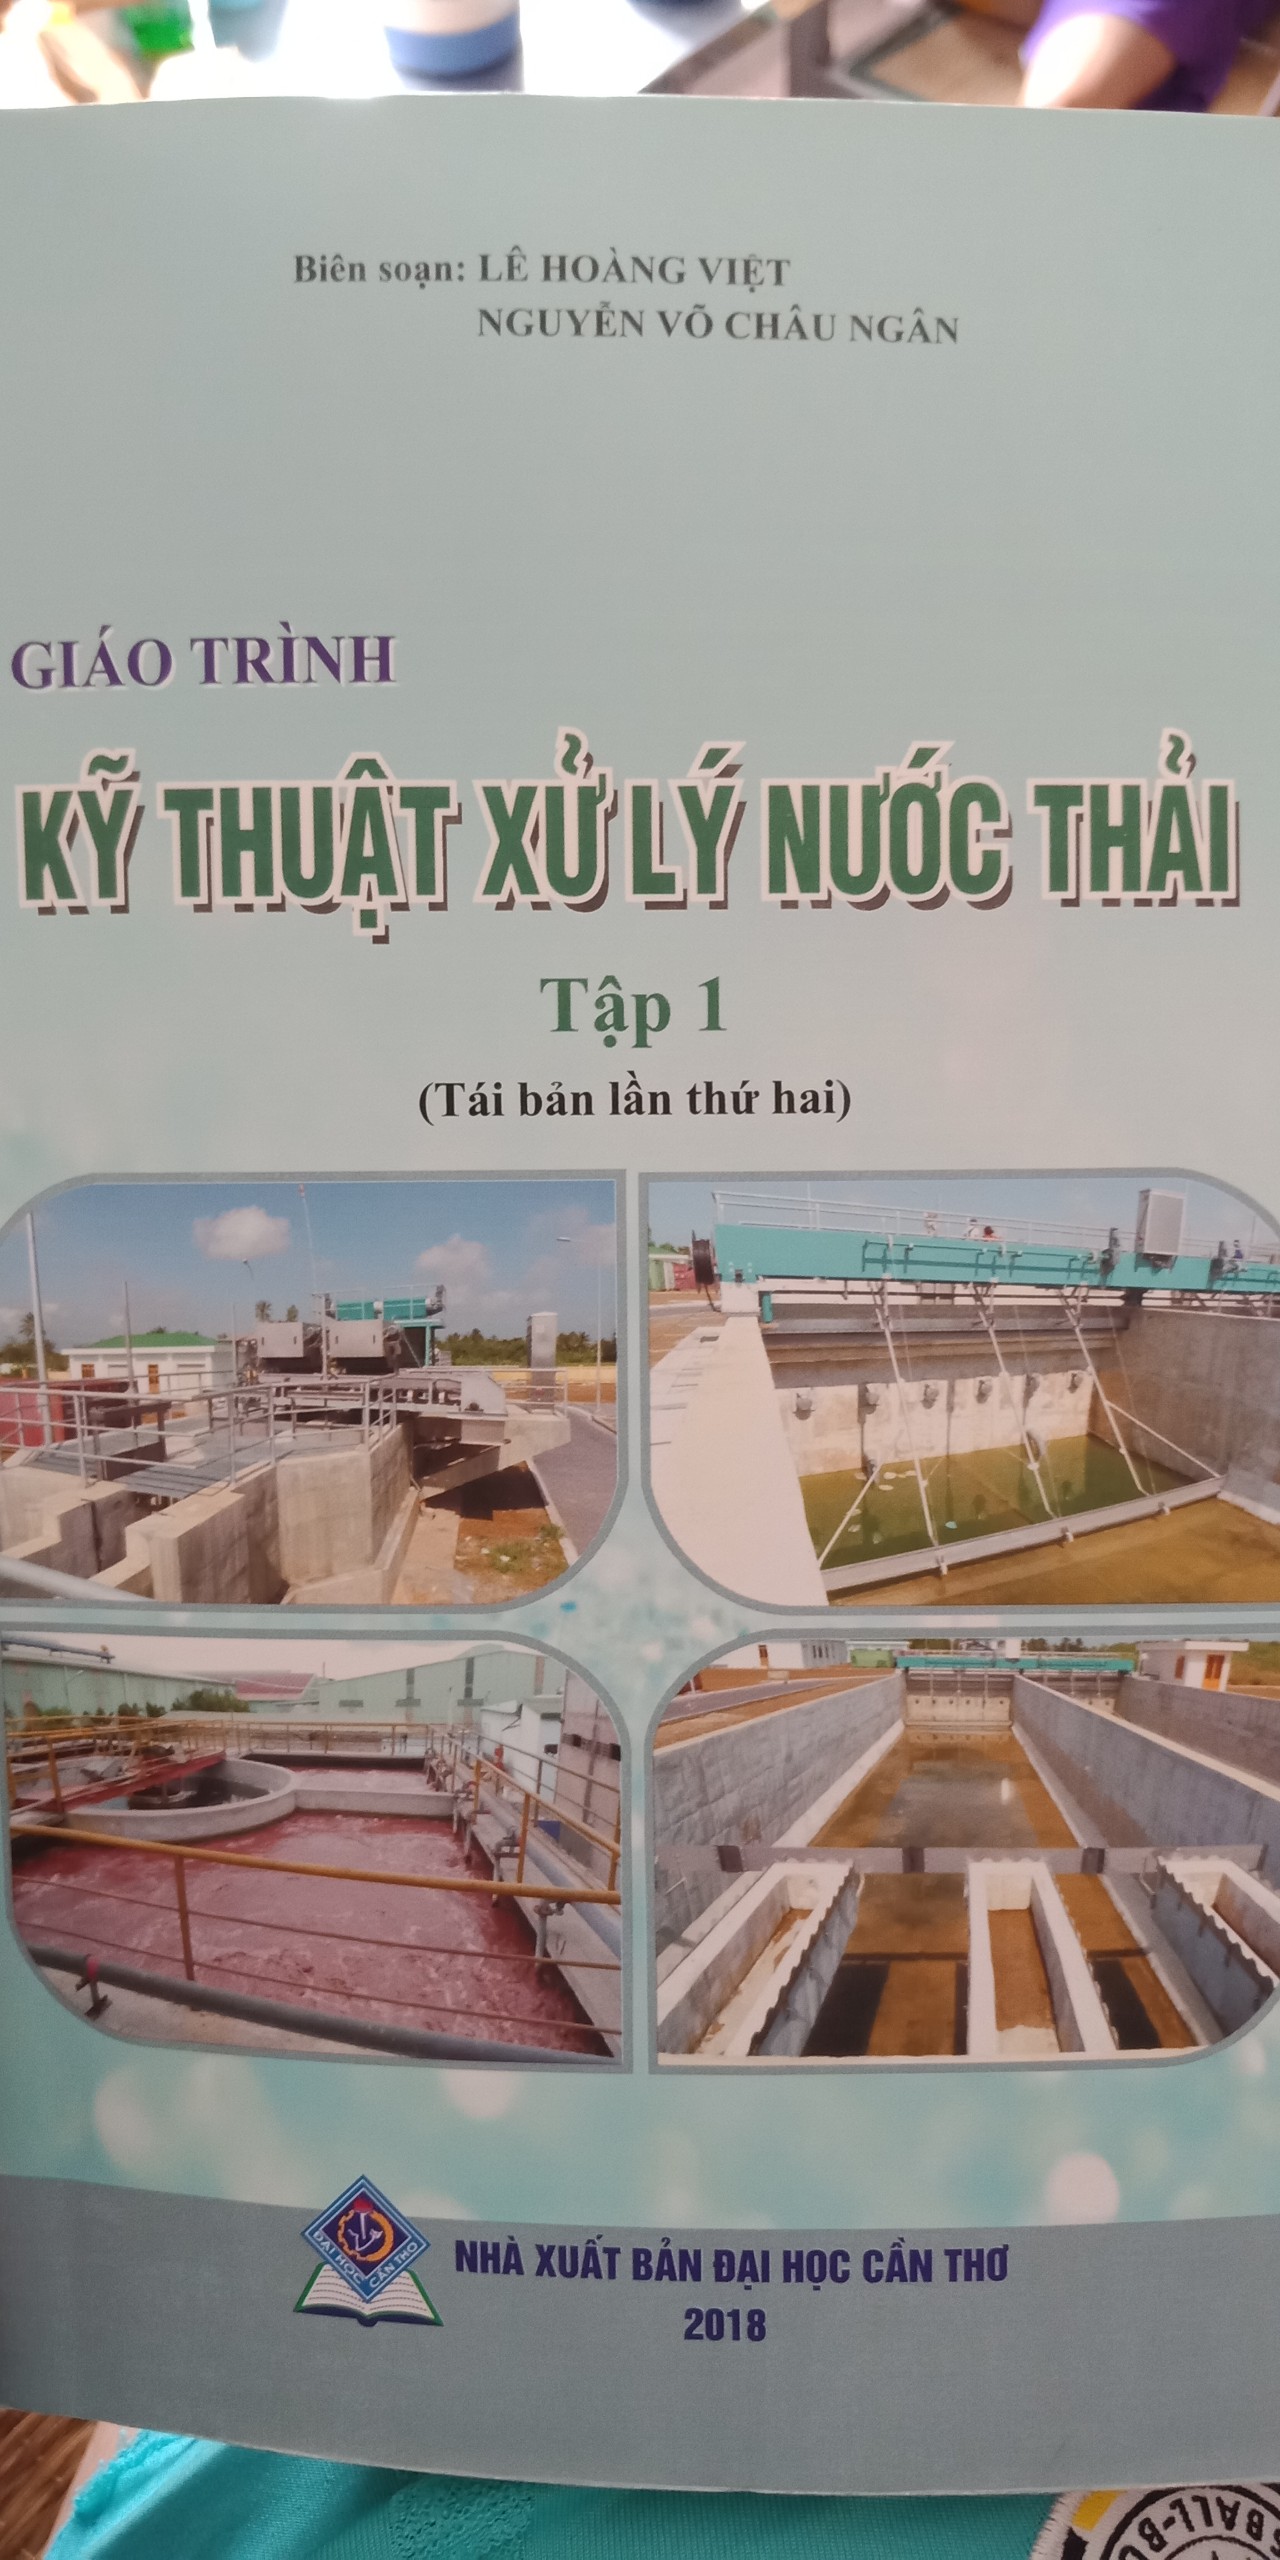 Biên soạn: LÊ HOÀNG VIỆT
NGUYỄN VÕ CHÂU NGÂN
GIÁO TRÌNH
KỸ THUẬT XỬ LÝ NƯỚC THẢI
Tập 1
(Tái bản lần thứ hai)
ĐẠI HỌC CẦN THƠ
NHÀ XUẤT BẢN ĐẠI HỌC CẦN THƠ
2018